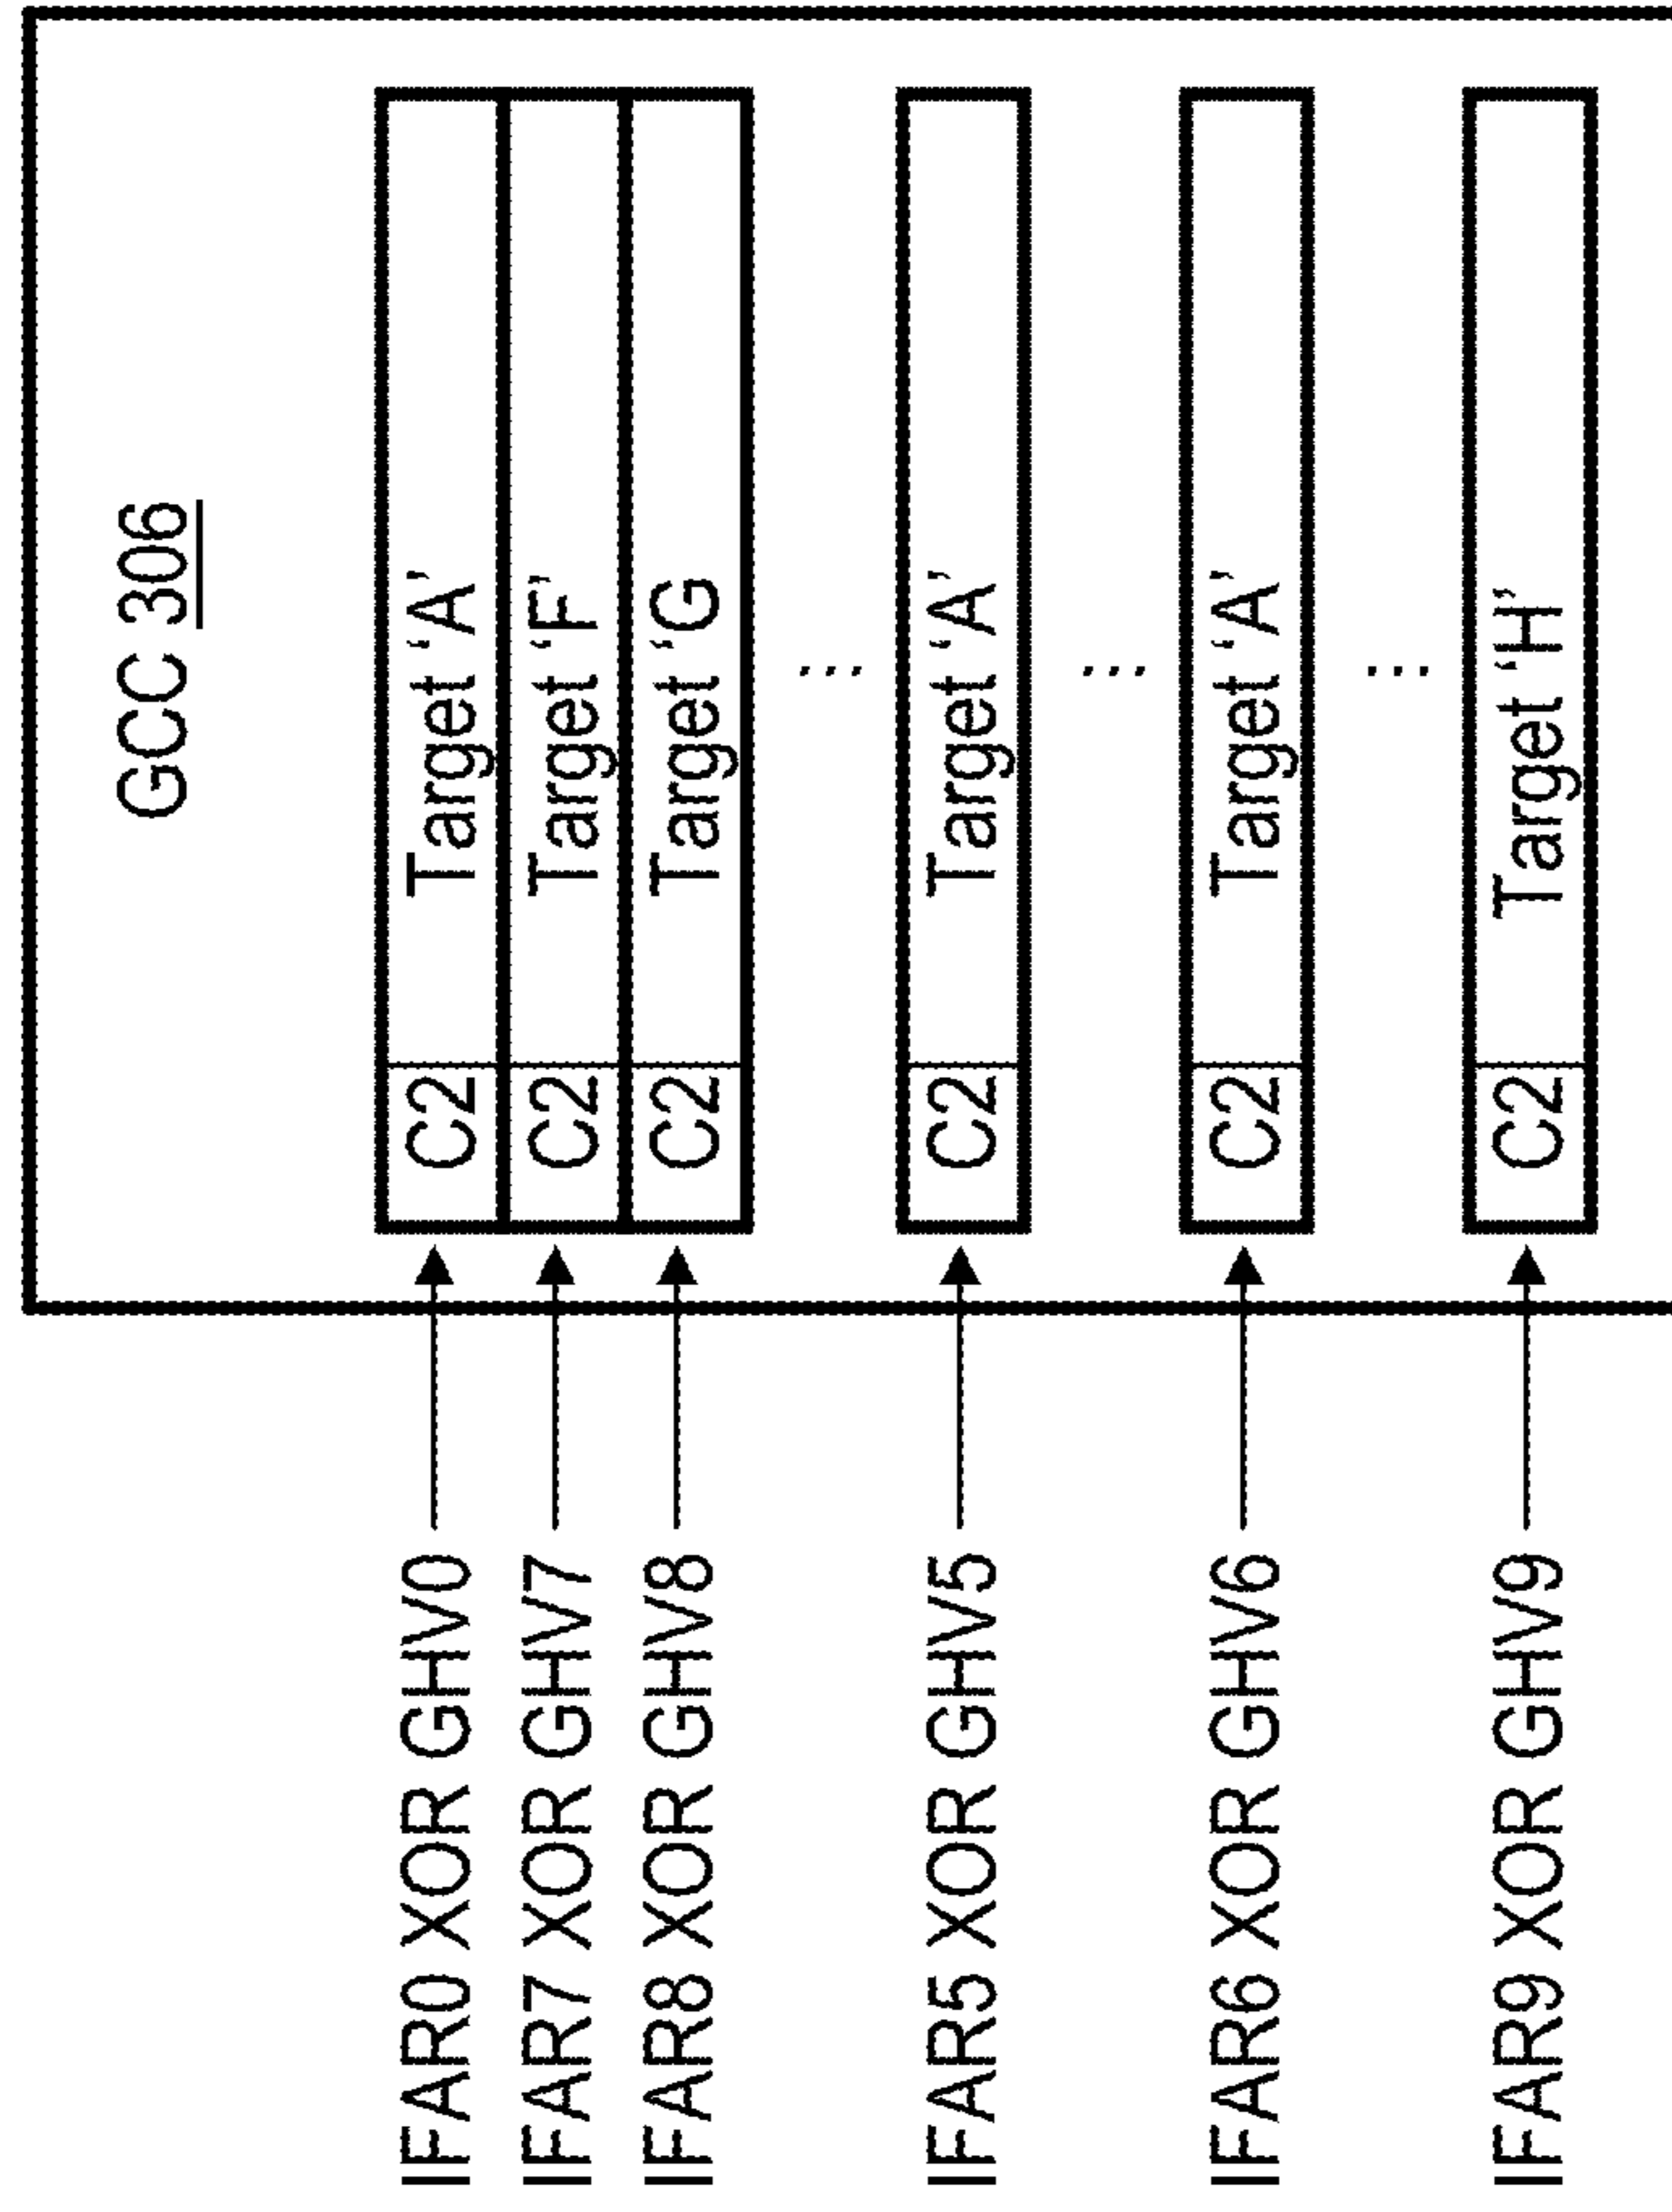 GCC 306
IFAR0 XOR GHV0 C2 Target ‘A’
IFAR7 XOR GHV7 C2 Target ‘F’
IFAR8 XOR GHV8 C2 Target ‘G
...
IFAR5 XOR GHV5 C2 Target ‘A’
...
IFAR6 XOR GHV6 C2 Target ‘A’
...
IFAR9 XOR GHV9 C2 Target ‘H’